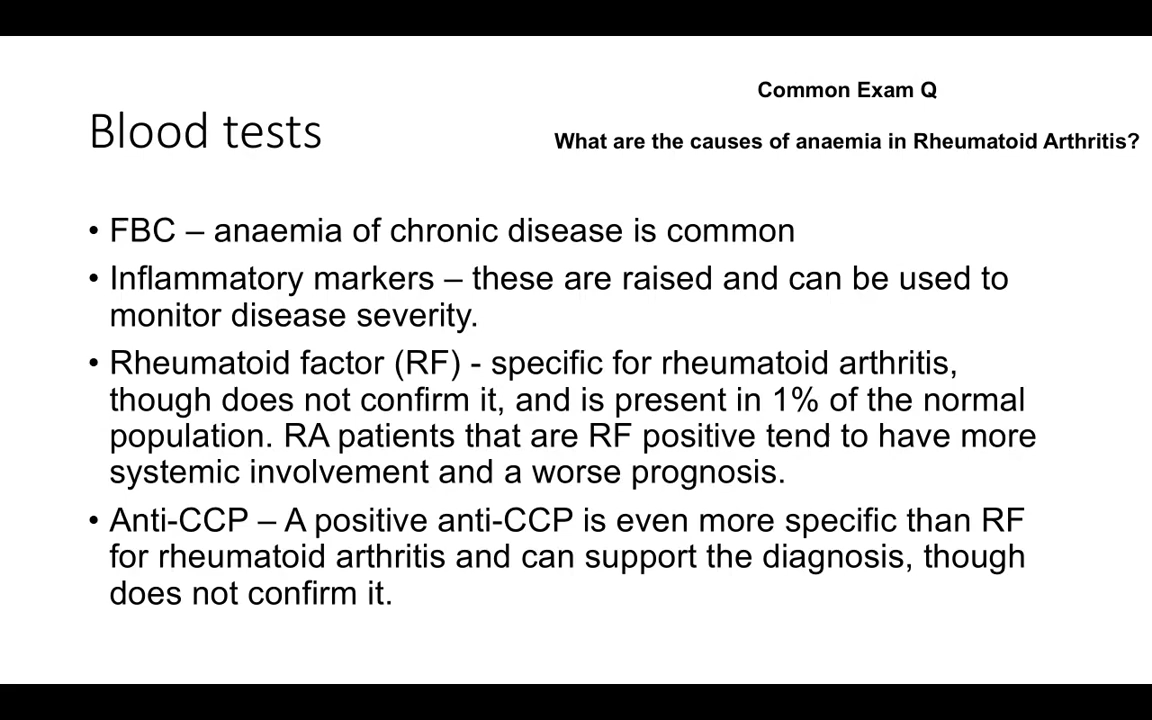 Common Exam Q
Blood tests
What are the causes of anaemia in Rheumatoid Arthritis?
• FBC – anaemia of chronic disease is common
• Inflammatory markers – these are raised and can be used to
monitor disease severity.
• Rheumatoid factor (RF) - specific for rheumatoid arthritis,
though does not confirm it, and is present in 1% of the normal
population. RA patients that are RF positive tend to have more
systemic involvement and a worse prognosis.
• Anti-CCP – A positive anti-CCP is even more specific than RF
for rheumatoid arthritis and can support the diagnosis, though
does not confirm it.